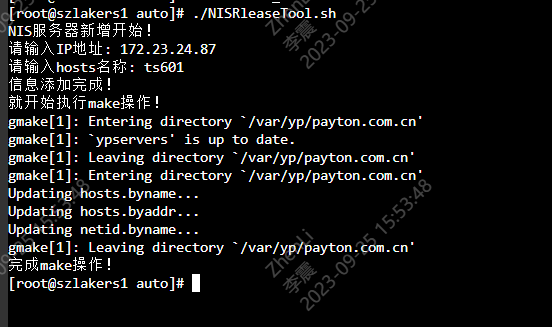 [root@szlakers1 auto]# ./NISRleaseTool.sh
NIS服务器新增开始!
请输入IP地址: 172.23.24.87
请输入hosts名称: ts601
信息添加完成!
就开始执行make操作!
gmake[1]: Entering directory `/var/yp/payton.com.cn'
gmake[1]: `ypservers' is up to date.
gmake[1]: Leaving directory `/var/yp/payton.com.cn'
gmake[1]: Entering directory `/var/yp/payton.com.cn'
Updating hosts.byname...
Updating hosts.byaddr...
Updating netid.byname...
gmake[1]: Leaving directory `/var/yp/payton.com.cn'
完成make操作!
[root@szlakers1 auto]#
李震
2023-09-25
Zhen Li
李震
2023-09-25 15:53:48
15:53:48